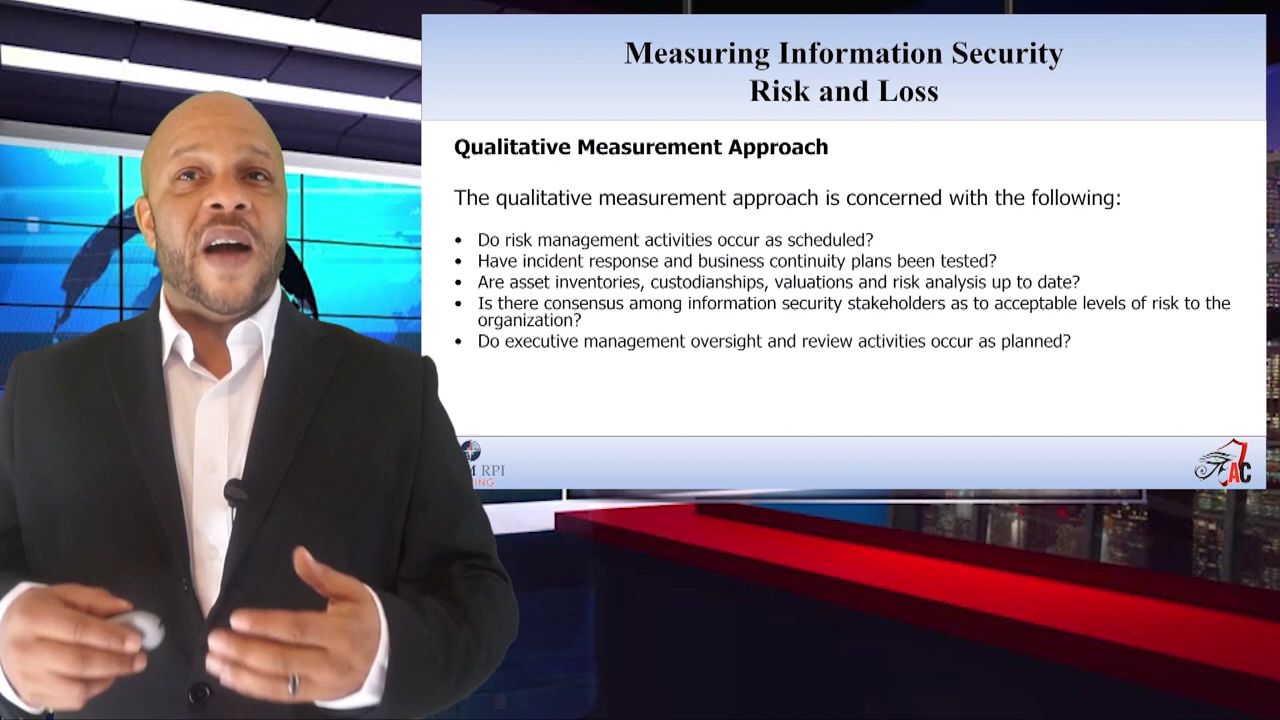 Measuring Information Security
Risk and Loss
Qualitative Measurement Approach
The qualitative measurement approach is concerned with the following:
• Do risk management activities occur as scheduled?
• Have incident response and business continuity plans been tested?
• Are asset inventories, custodianships, valuations and risk analysis up to date?
• Is there consensus among information security stakeholders as to acceptable levels of risk to the
organization?
• Do executive management oversight and review activities occur as planned?
RPI
AC